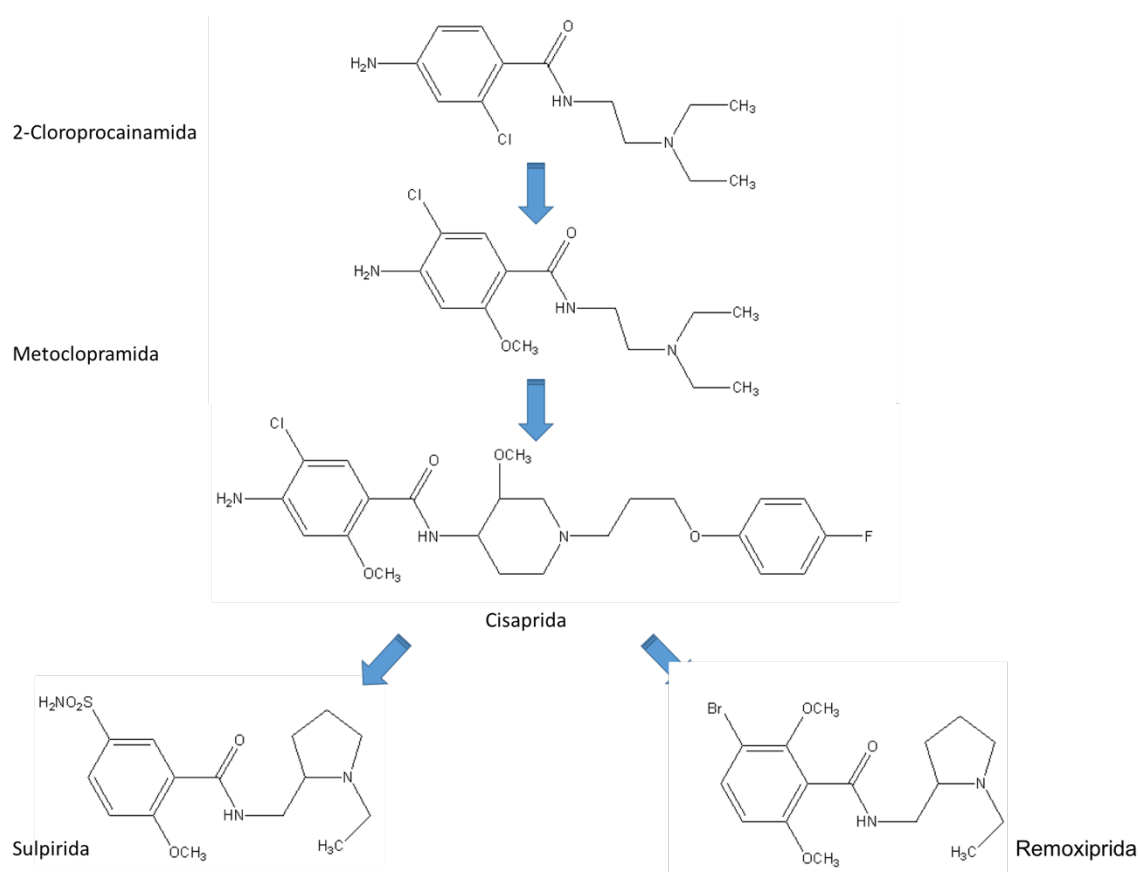 O
H₂N
HN
CH₃
2-Cloroprocainamida
Cl
N
CH₃
Cl
O
H₂N
HN
CH₃
Metoclopramida
OCH₃
N
CH₃
Cl
O
OCH₃
H₂N
HN
N
O
F
OCH₃
Cisaprida
H₂NO₂S
O
N
HN
H₃C
Sulpirida
OCH₃
Br
OCH₃
O
N
HN
H₃C
Remoxiprida
OCH₃